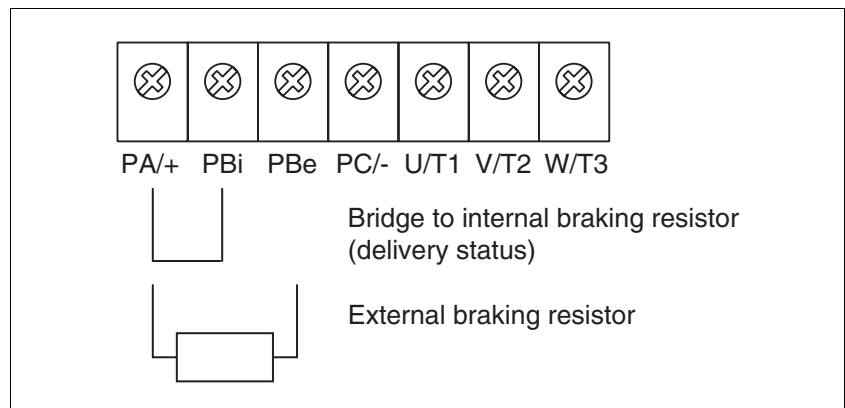 PA/+ PBi PBe PC/- U/T1 V/T2 W/T3
Bridge to internal braking resistor
(delivery status)
External braking resistor